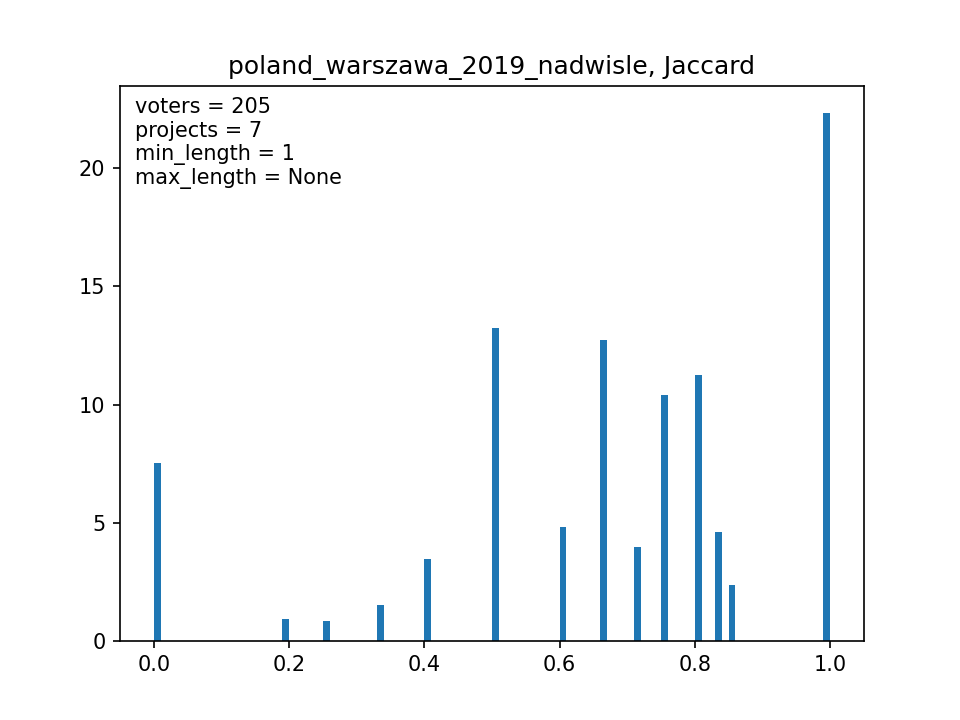 poland_warszawa_2019_nadwisle, Jaccard
voters = 205
projects = 7
min_length = 1
max_length = None
20
15
10
5
0
0.0 0.2 0.4 0.6 0.8 1.0